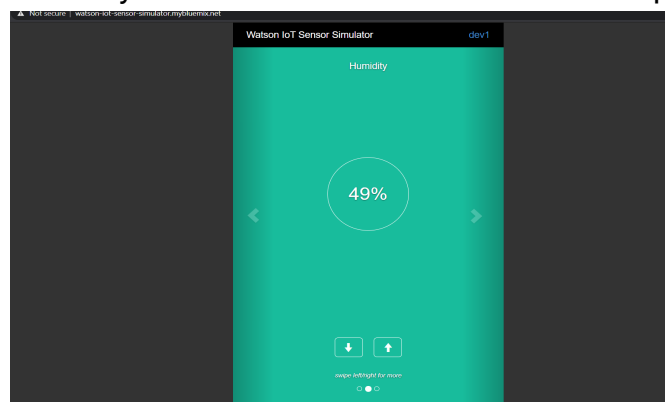 Not secure | watson-iot-sensor-simulator.mybluemix.net
Watson IoT Sensor Simulator dev1
Humidity
49%
swipe left/right for more